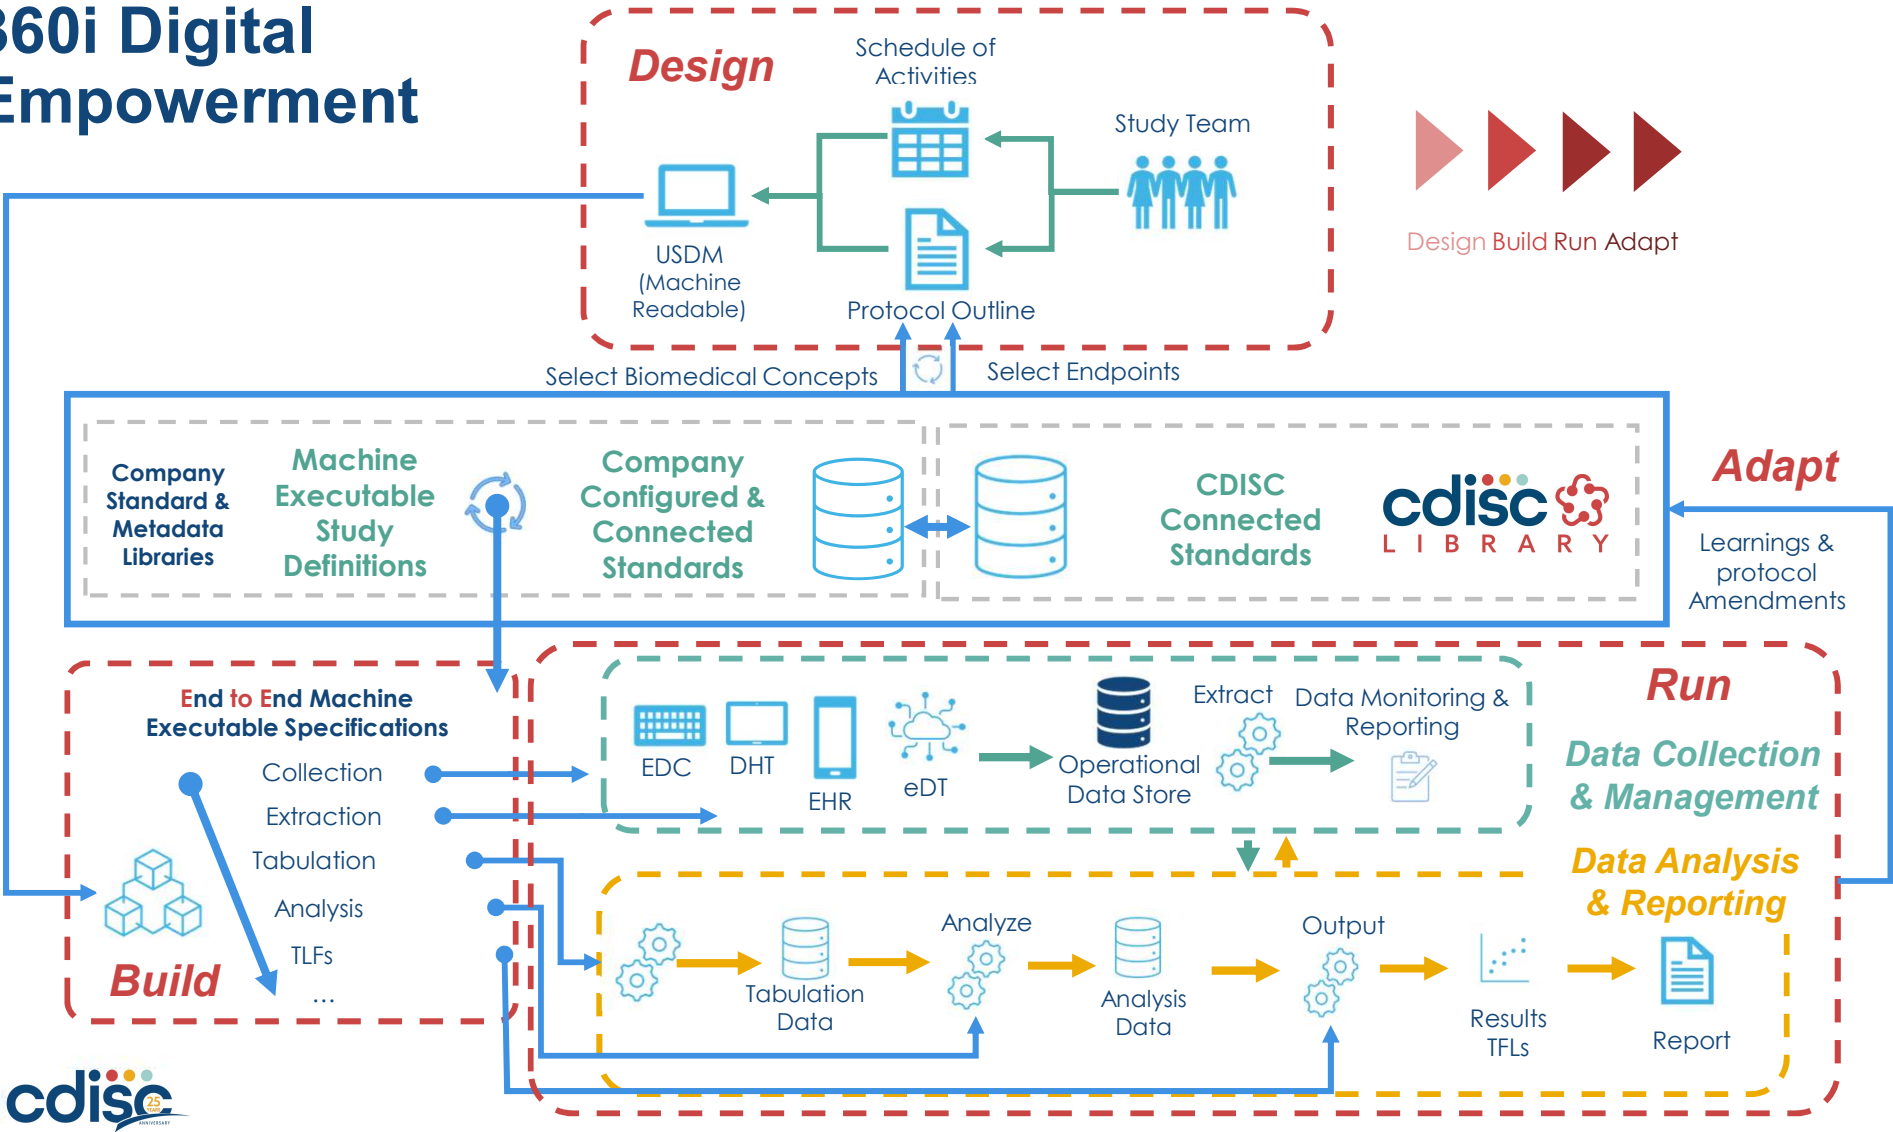 360i Digital
Empowerment
Design
Schedule of
Activities
Study Team
USDM
(Machine
Readable)
Protocol Outline
Design Build Run Adapt
Select Biomedical Concepts
Select Endpoints
Company
Standard &
Metadata
Libraries
Machine
Executable
Study
Definitions
Company
Configured &
Connected
Standards
CDISC
Connected
Standards
cdisc
LIBRARY
Adapt
Learnings &
protocol
Amendments
End to End Machine
Executable Specifications
Collection
Extraction
Tabulation
Analysis
TLFs
...
Build
Run
Data Collection
& Management
EDC
DHT
EHR
eDT
Operational
Data Store
Extract
Data Monitoring &
Reporting
Data Analysis
& Reporting
Tabulation
Data
Analyze
Analysis
Data
Output
Results
TFLs
Report
cdisc
25
YEARS
ANNIVERSARY